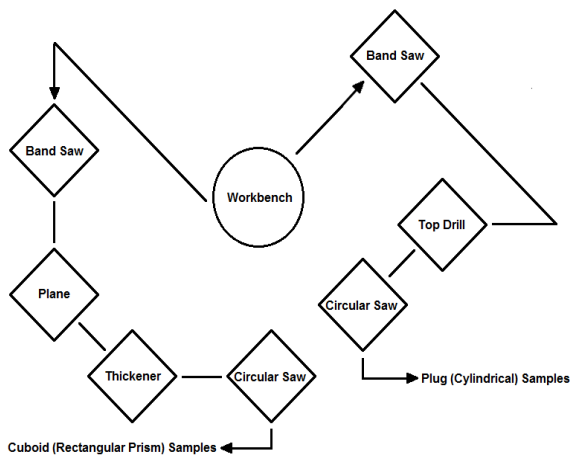 Band Saw
Band Saw
Workbench
Top Drill
Plane
Circular Saw
Thickener
Circular Saw
Plug (Cylindrical) Samples
Cuboid (Rectangular Prism) Samples